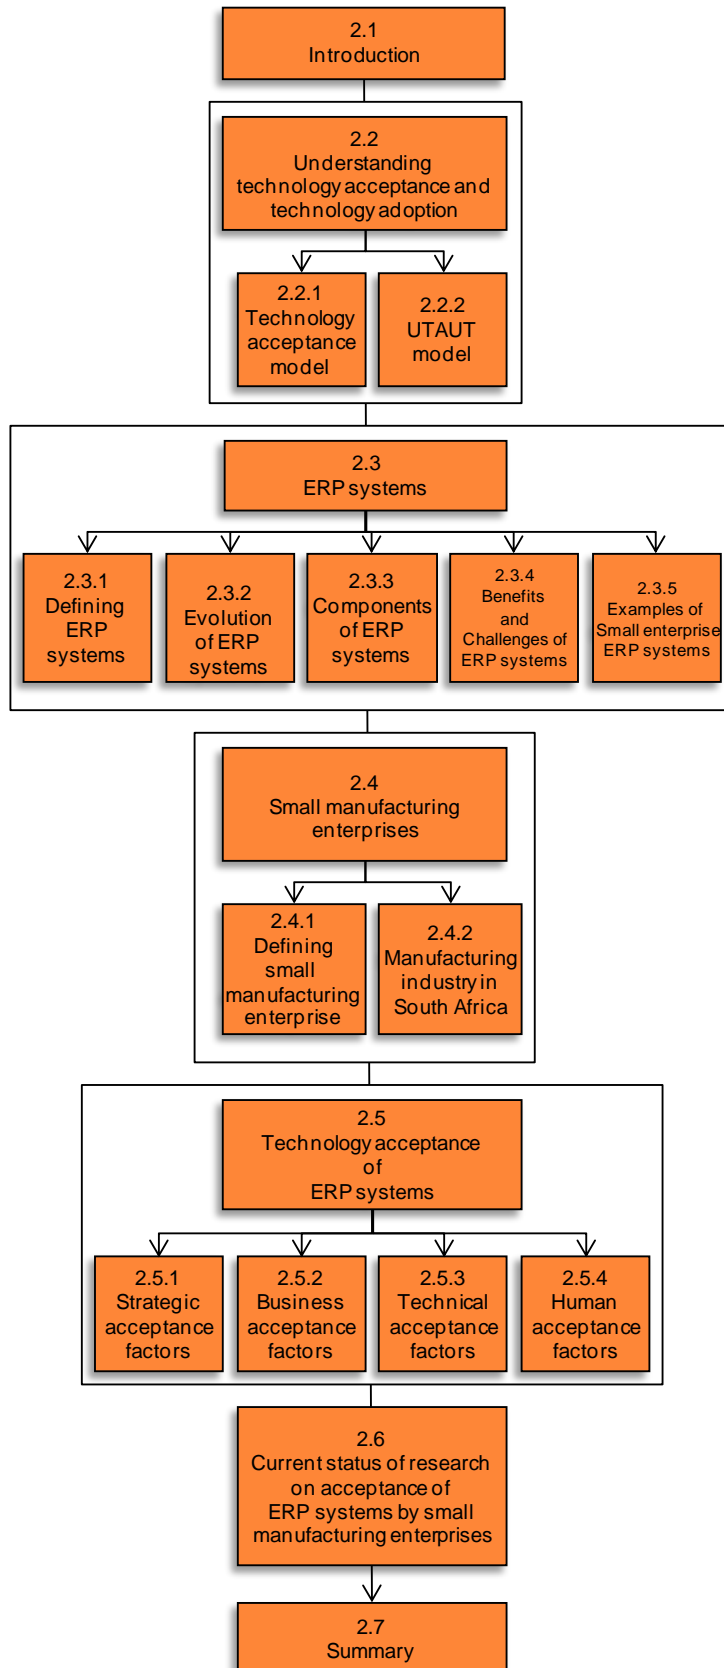 2.1
Introduction
2.2
Understanding
technology acceptance and
technology adoption
2.2.1
Technology
acceptance
model
2.2.2
UTAUT
model
2.3
ERP systems
2.3.1
Defining
ERP
systems
2.3.2
Evolution
of ERP
systems
2.3.3
Components
of ERP
systems
2.3.4
Benefits
and
Challenges of
ERP systems
2.3.5
Examples of
Small enterprise
ERP systems
2.4
Small manufacturing
enterprises
2.4.1
Defining
small
manufacturing
enterprise
2.4.2
Manufacturing
industry in
South Africa
2.5
Technology acceptance
of
ERP systems
2.5.1
Strategic
acceptance
factors
2.5.2
Business
acceptance
factors
2.5.3
Technical
acceptance
factors
2.5.4
Human
acceptance
factors
2.6
Current status of research
on acceptance of
ERP systems by small
manufacturing enterprises
2.7
Summary